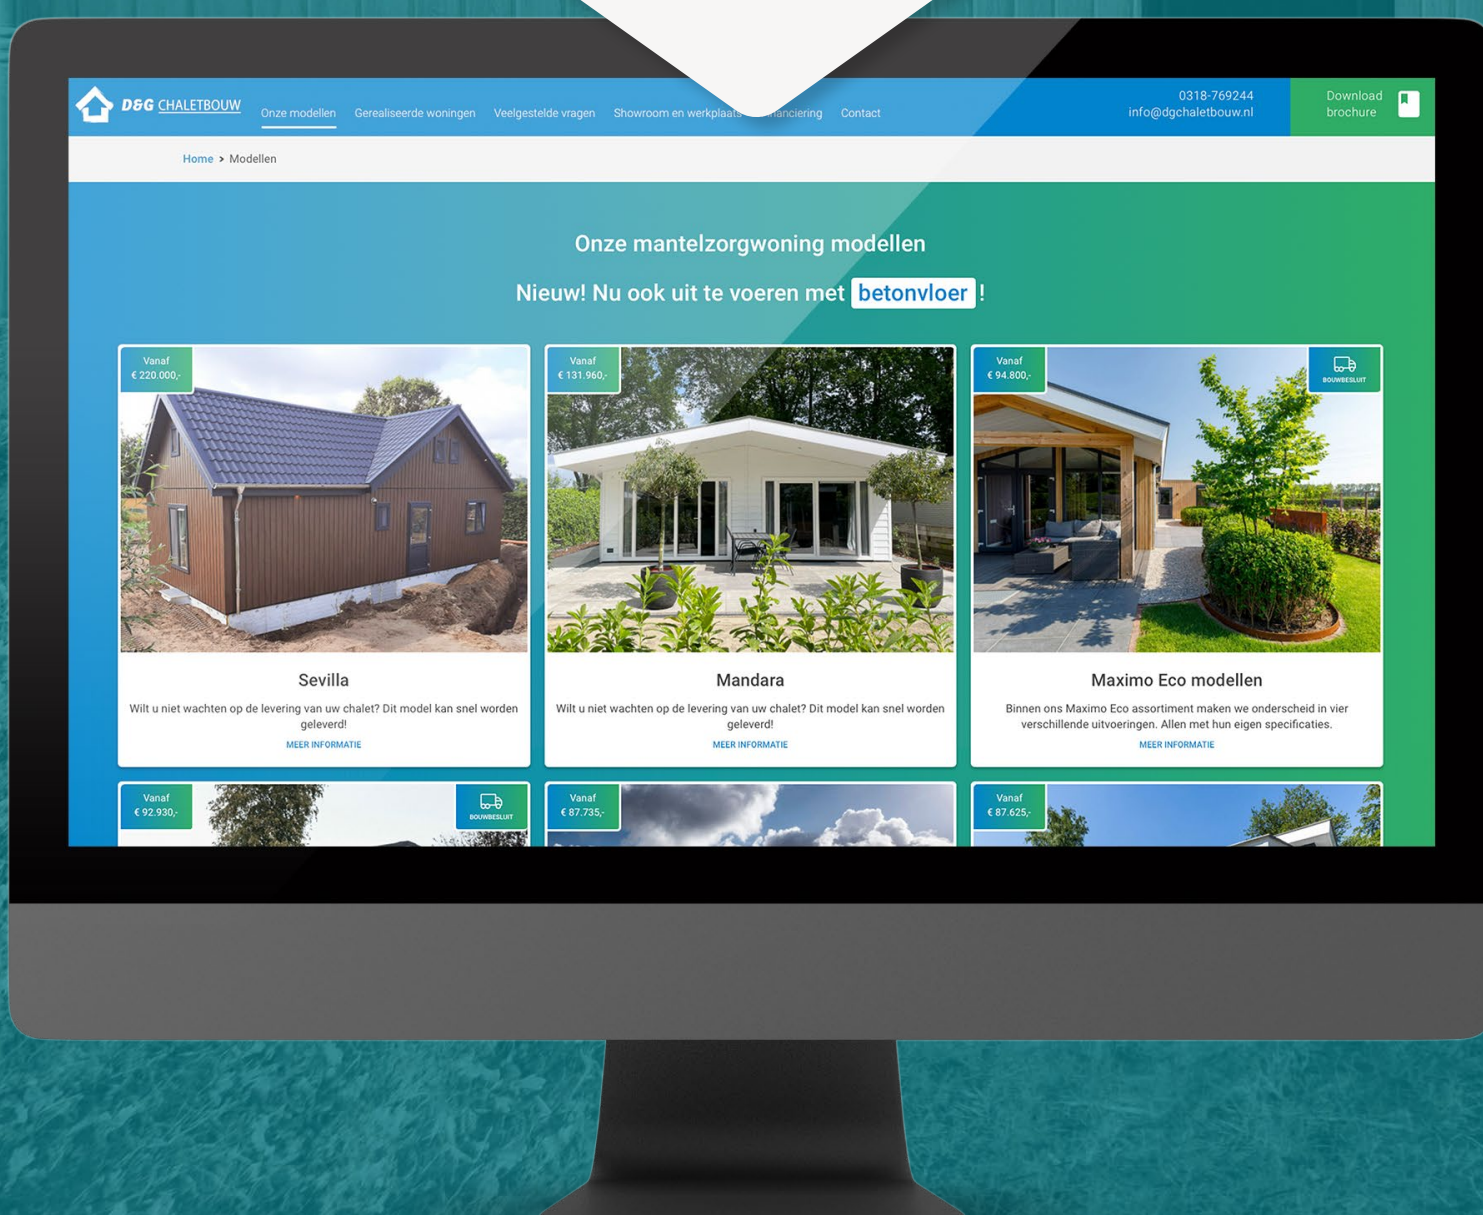 D&G CHALETBOUW
Onze modellen
Gerealiseerde woningen
Veelgestelde vragen
Showroom en werkplaats
Contact
0318-769244
info@dgchaletbouw.nl
Download
brochure
Home > Modellen
Onze mantelzorgwoning modellen
Nieuw! Nu ook uit te voeren met betonvloer !
Vanaf
€ 220.000,-
Sevilla
Wilt u niet wachten op de levering van uw chalet? Dit model kan snel worden
geleverd!
MEER INFORMATIE
Vanaf
€ 131.960,-
Mandara
Wilt u niet wachten op de levering van uw chalet? Dit model kan snel worden
geleverd!
MEER INFORMATIE
Vanaf
€ 94.800,-
BOUWBESLUIT
Maximo Eco modellen
Binnen ons Maximo Eco assortiment maken we onderscheid in vier
verschillende uitvoeringen. Allen met hun eigen specificaties.
MEER INFORMATIE
Vanaf
€ 92.930,-
BOUWBESLUIT
Vanaf
€ 87.735,-
Vanaf
€ 87.625,-